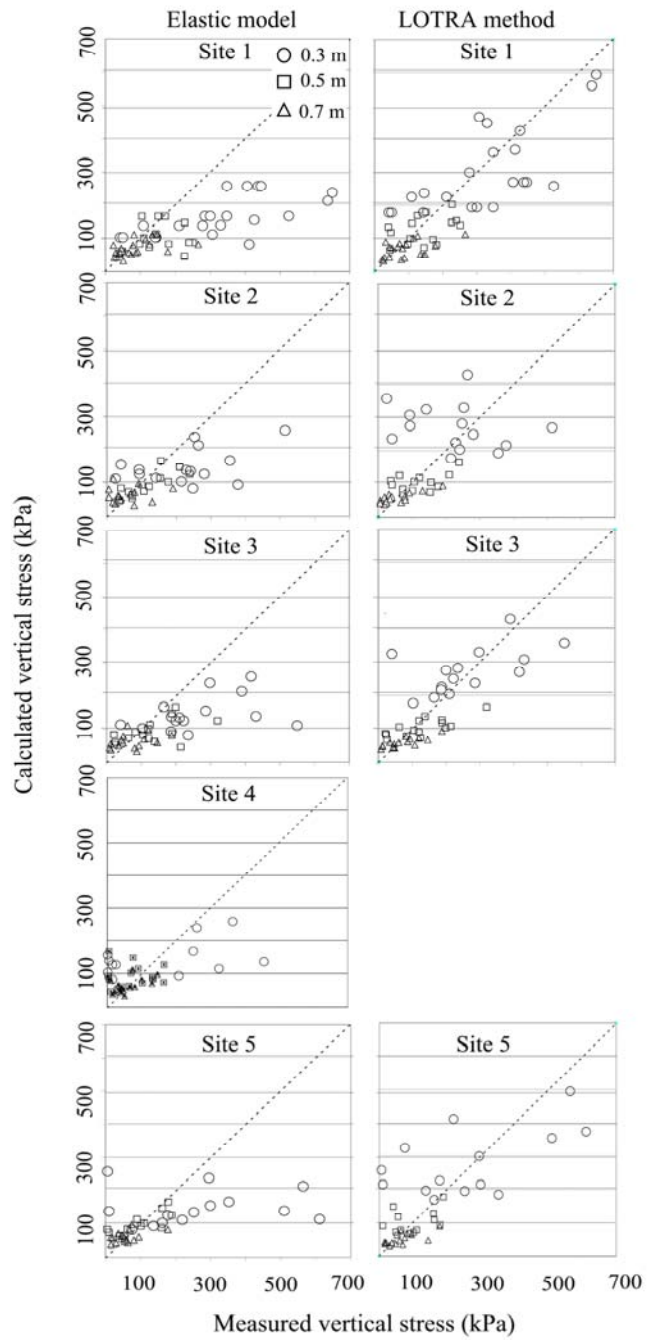 Elastic model LOTRA method
Site 1 Site 1
0.3 m
0.5 m
0.7 m
700
500
300
100
Site 2 Site 2
700
500
300
100
Site 3 Site 3
700
500
300
100
Calculated vertical stress (kPa)
Site 4
700
500
300
100
Site 5 Site 5
700
500
300
100
100 300 500 700 100 300 500 700
Measured vertical stress (kPa)